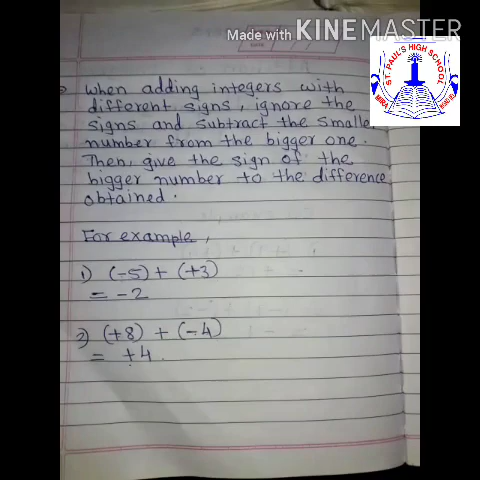 Made with KINEMASTER
ST. PAUL'S HIGH SCHOOL
MIRA
When adding integers with
different signs, ignore the
signs and subtract the smalle
number from the bigger one.
Then, give the sign of the
bigger number to the difference
obtained.
For example,
1) (-5) + (+3)
= -2
2) (+8) + (-4)
= +4